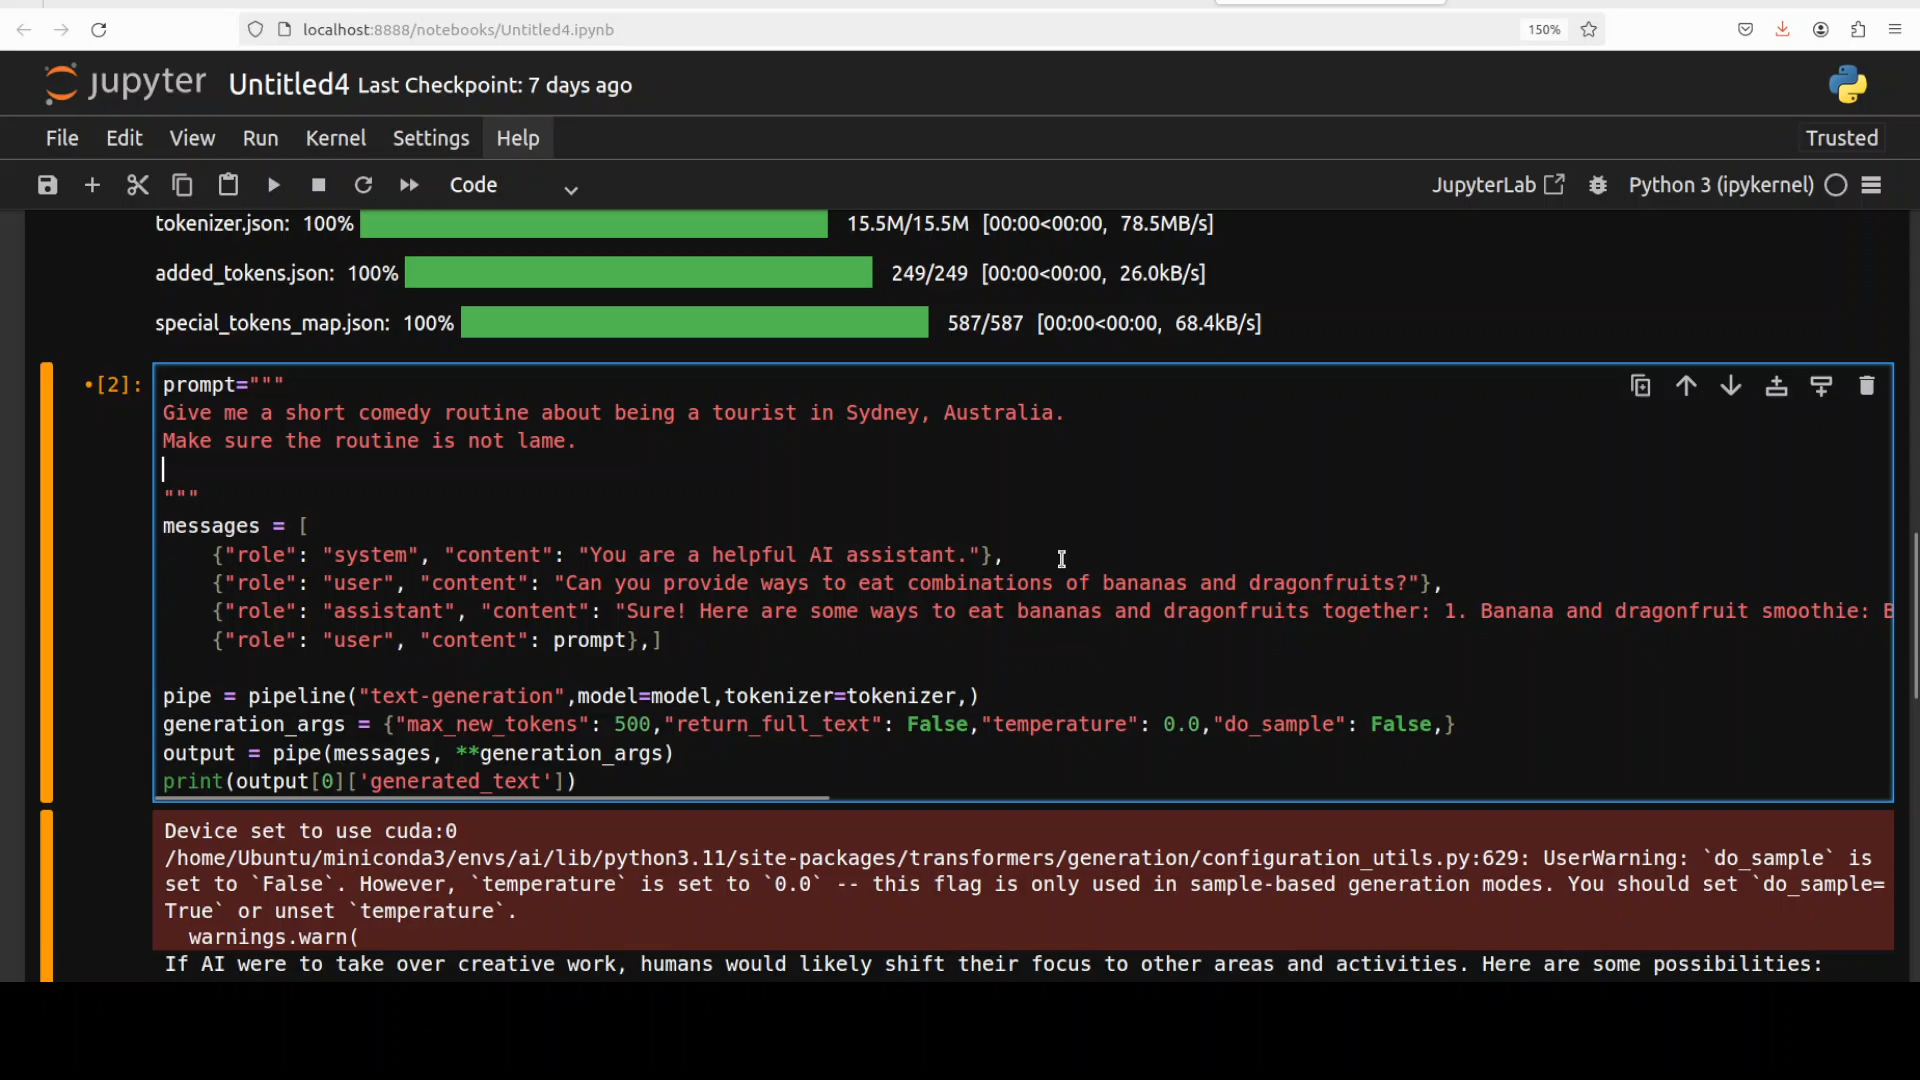 localhost:8888/notebooks/Untitled4.ipynb
150%
jupyter Untitled4 Last Checkpoint: 7 days ago
File Edit View Run Kernel Settings Help Trusted
Code JupyterLab Python 3 (ipykernel)
tokenizer.json: 100% 15.5M/15.5M [00:00<00:00, 78.5MB/s]
added_tokens.json: 100% 249/249 [00:00<00:00, 26.0kB/s]
special_tokens_map.json: 100% 587/587 [00:00<00:00, 68.4kB/s]
•[2]: prompt="""
Give me a short comedy routine about being a tourist in Sydney, Australia.
Make sure the routine is not lame.
"""
messages = [
    {"role": "system", "content": "You are a helpful AI assistant."},
    {"role": "user", "content": "Can you provide ways to eat combinations of bananas and dragonfruits?"},
    {"role": "assistant", "content": "Sure! Here are some ways to eat bananas and dragonfruits together: 1. Banana and dragonfruit smoothie: B
    {"role": "user", "content": prompt},]
pipe = pipeline("text-generation",model=model,tokenizer=tokenizer,)
generation_args = {"max_new_tokens": 500,"return_full_text": False,"temperature": 0.0,"do_sample": False,}
output = pipe(messages, **generation_args)
print(output[0]['generated_text'])
Device set to use cuda:0
/home/Ubuntu/miniconda3/envs/ai/lib/python3.11/site-packages/transformers/generation/configuration_utils.py:629: UserWarning: `do_sample` is
set to `False`. However, `temperature` is set to `0.0` -- this flag is only used in sample-based generation modes. You should set `do_sample=
True` or unset `temperature`.
  warnings.warn(
If AI were to take over creative work, humans would likely shift their focus to other areas and activities. Here are some possibilities: